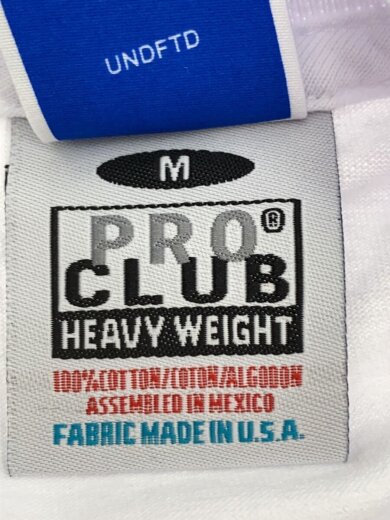 UNDFTD
M
PRO®
CLUB
HEAVY WEIGHT
100%COTTON/COTON/ALGODON
ASSEMBLED IN MEXICO
FABRIC MADE IN U.S.A.